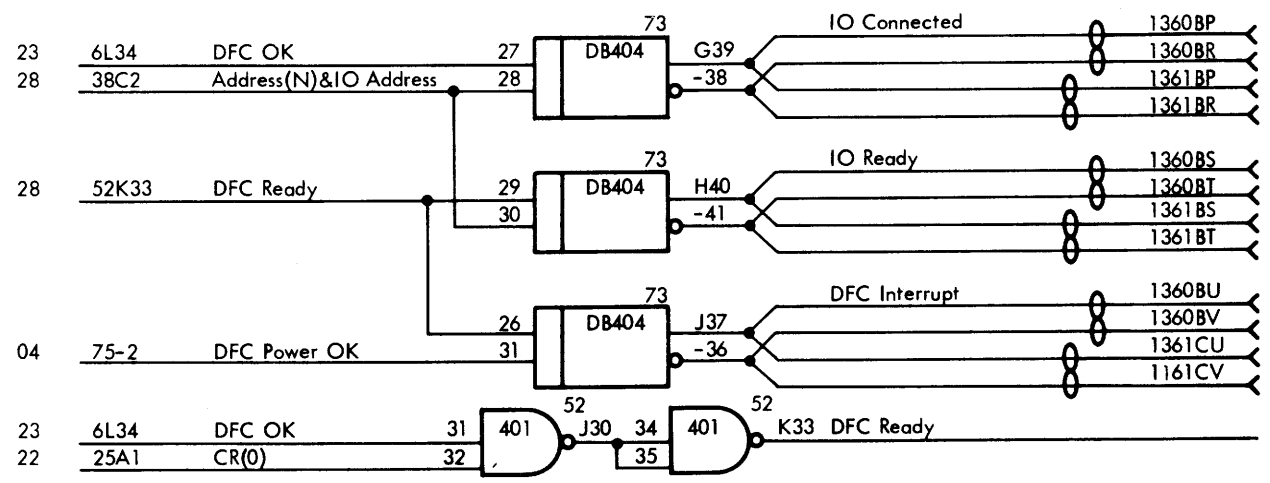 73 IO Connected 1360BP
23 6L34 DFC OK 27 DB404 G39 1360BR
28 38C2 Address(N)&IO Address 28 -38 1361BP
1361BR
73 IO Ready 1360BS
28 52K33 DFC Ready 29 DB404 H40 1360BT
30 -41 1361BS
1361BT
73 DFC Interrupt 1360BU
26 DB404 J37 1360BV
04 75-2 DFC Power OK 31 -36 1361CU
1161CV
52 52
23 6L34 DFC OK 31 401 J30 34 401 K33 DFC Ready
22 25A1 CR(0) 32 35